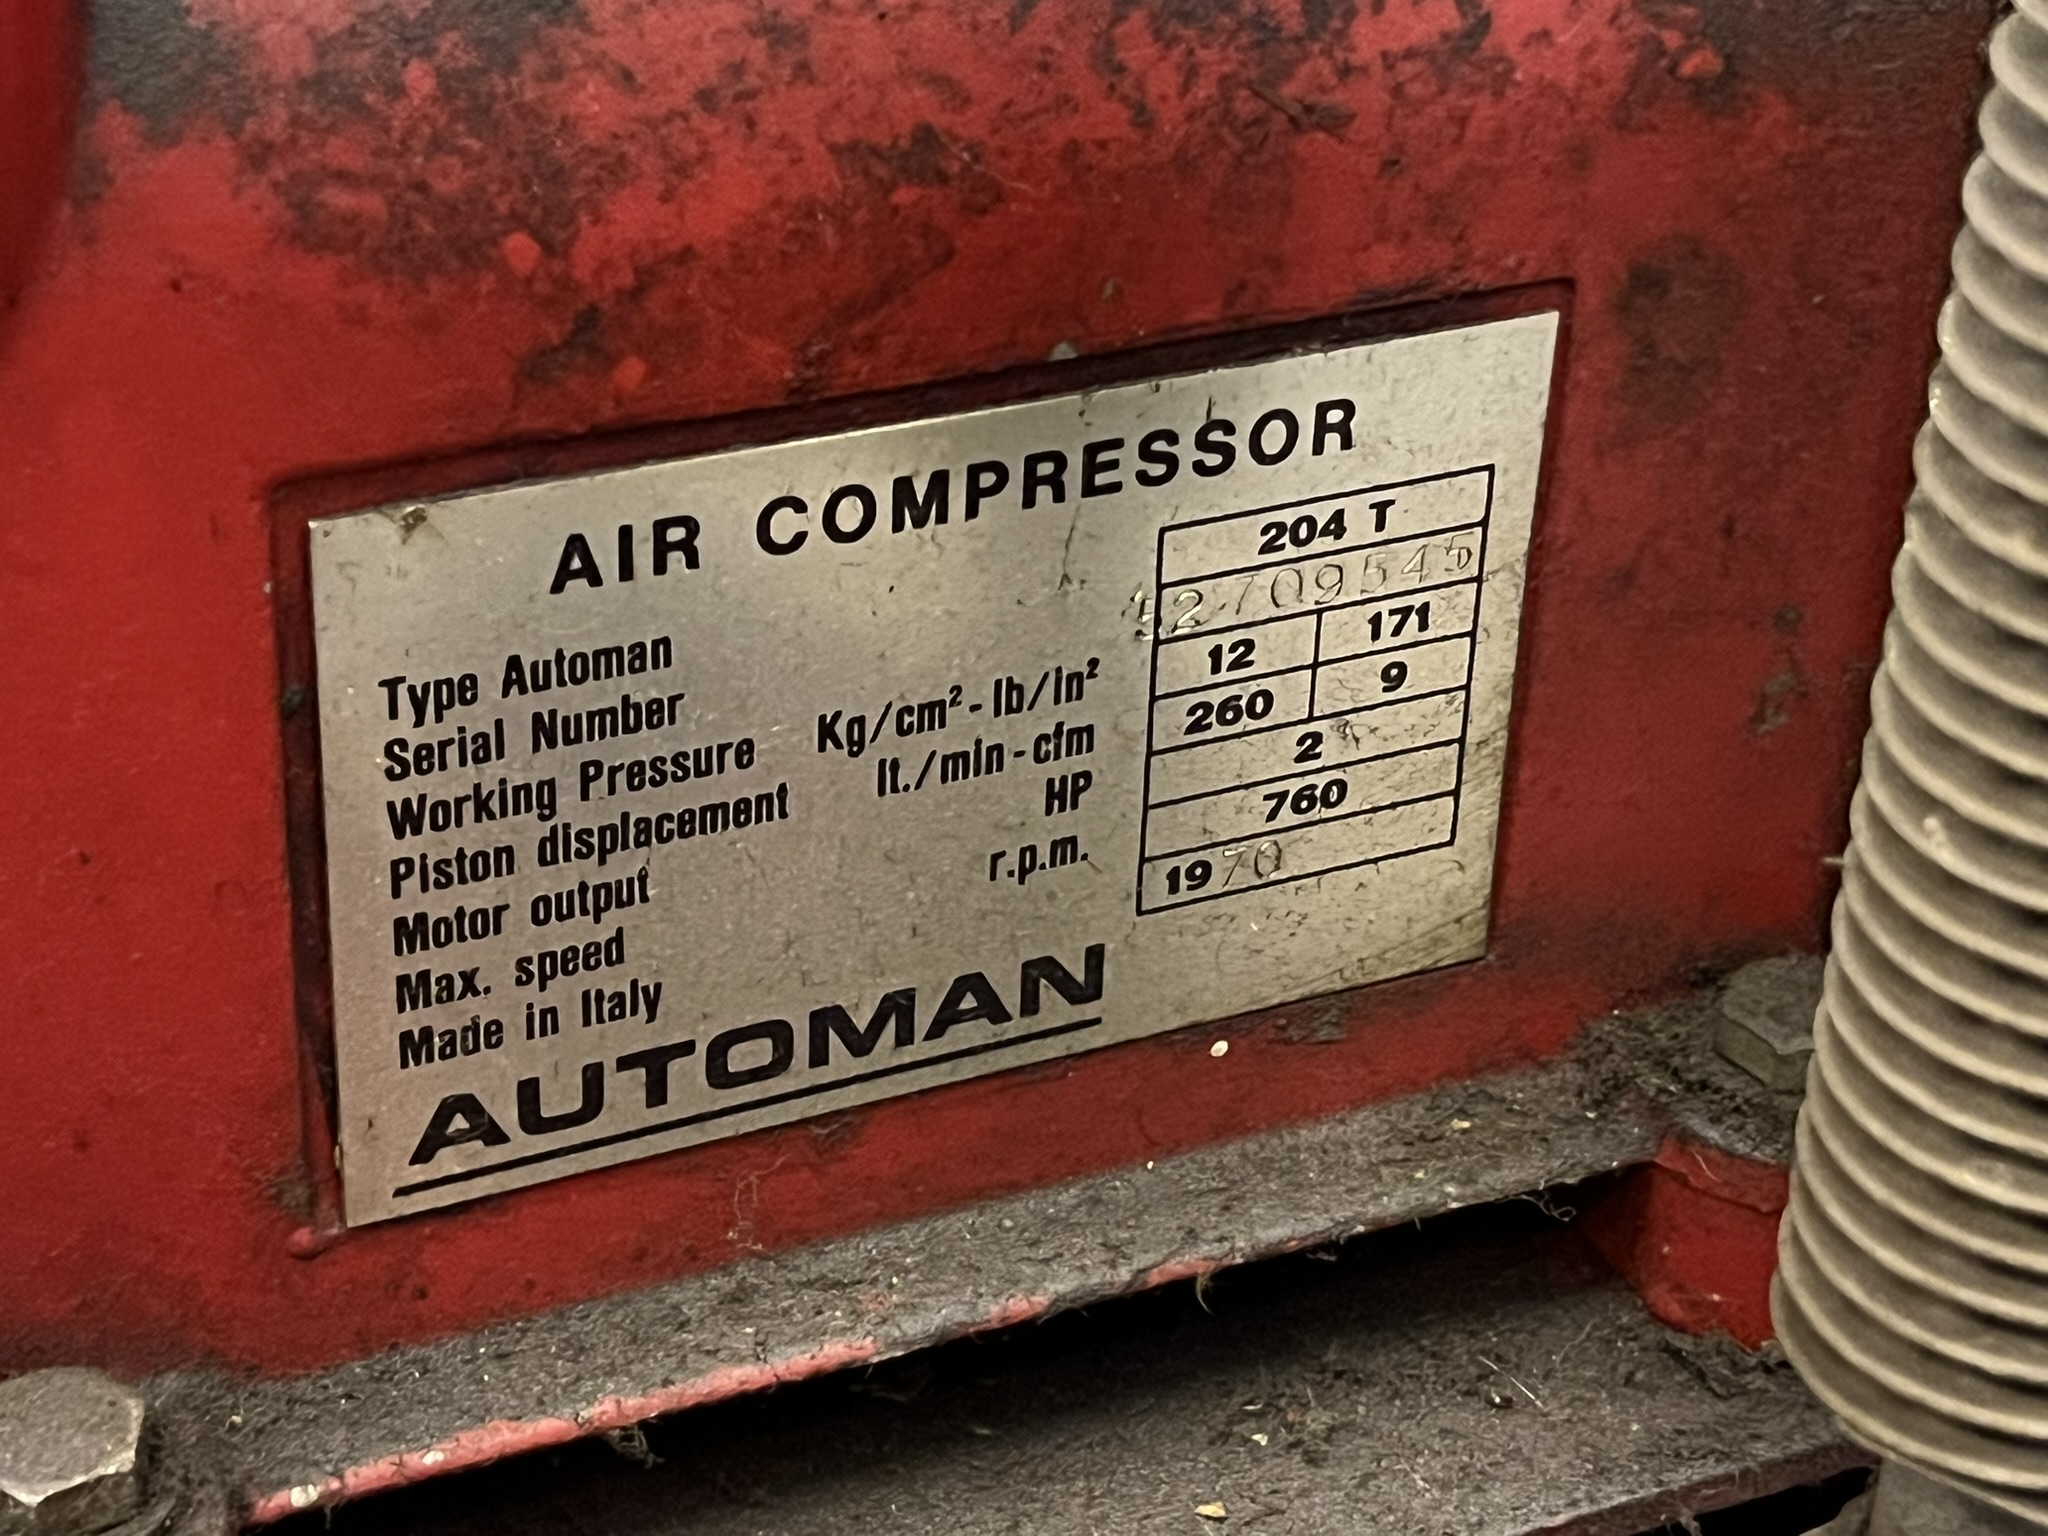 AIR COMPRESSOR
Type Automan 204 T
Serial Number 52709545
Working Pressure Kg/cm² - lb/in² 12 171
Piston displacement lt./min - cfm 260 9
Motor output HP 2
Max. speed r.p.m. 760
Made in Italy 1970
AUTOMAN